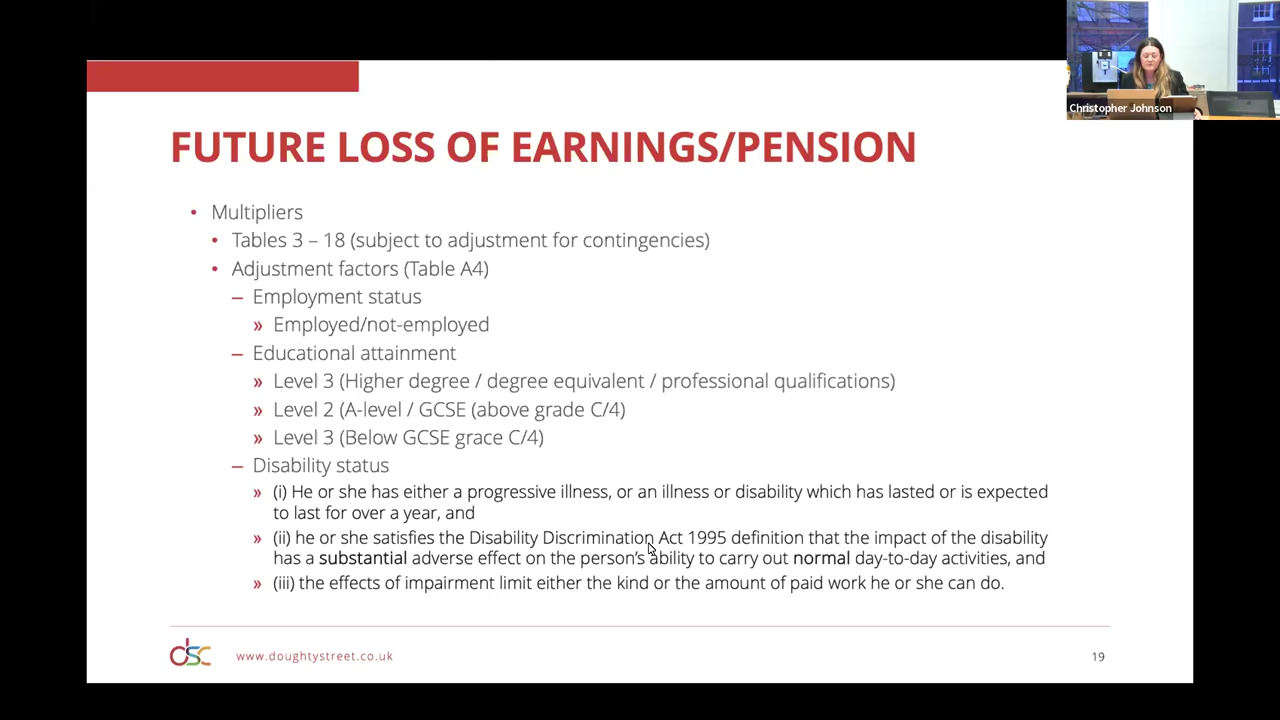 Christopher Johnson
FUTURE LOSS OF EARNINGS/PENSION
• Multipliers
• Tables 3 – 18 (subject to adjustment for contingencies)
• Adjustment factors (Table A4)
– Employment status
» Employed/not-employed
– Educational attainment
» Level 3 (Higher degree / degree equivalent / professional qualifications)
» Level 2 (A-level / GCSE (above grade C/4)
» Level 3 (Below GCSE grace C/4)
– Disability status
» (i) He or she has either a progressive illness, or an illness or disability which has lasted or is expected
to last for over a year, and
» (ii) he or she satisfies the Disability Discrimination Act 1995 definition that the impact of the disability
has a substantial adverse effect on the person's ability to carry out normal day-to-day activities, and
» (iii) the effects of impairment limit either the kind or the amount of paid work he or she can do.
dsc
www.doughtystreet.co.uk
19